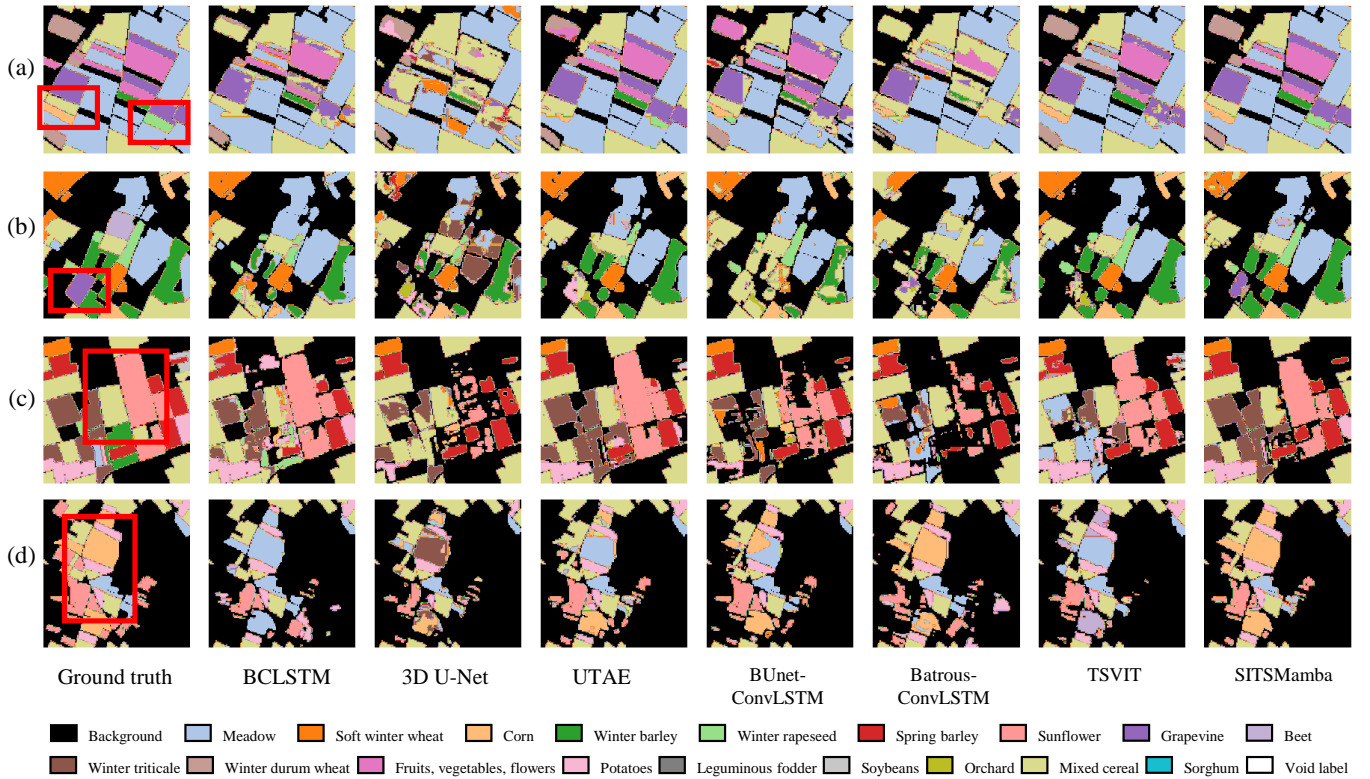 (a)
(b)
(c)
(d)
Ground truth BCLSTM 3D U-Net UTAE BUnet- Batrous- TSVIT SITSMamba
ConvLSTM ConvLSTM
Background Meadow Soft winter wheat Corn Winter barley Winter rapeseed Spring barley Sunflower Grapevine Beet
Winter triticale Winter durum wheat Fruits, vegetables, flowers Potatoes Leguminous fodder Soybeans Orchard Mixed cereal Sorghum Void label